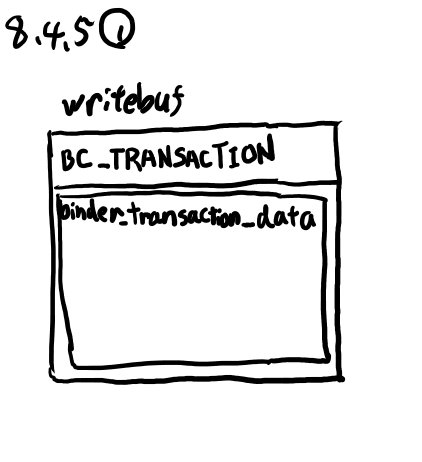 8.4.5①
writebuf
BC_TRANSACTION
binder_transaction_data